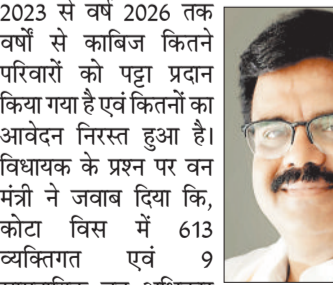 2023 से वर्ष 2026 तक
वर्षों से काबिज कितने
परिवारों को पट्टा प्रदान
किया गया है एवं कितनों का
आवेदन निरस्त हुआ है।
विधायक के प्रश्न पर वन
मंत्री ने जवाब दिया कि,
कोटा विस में 613
व्यक्तिगत एवं 9